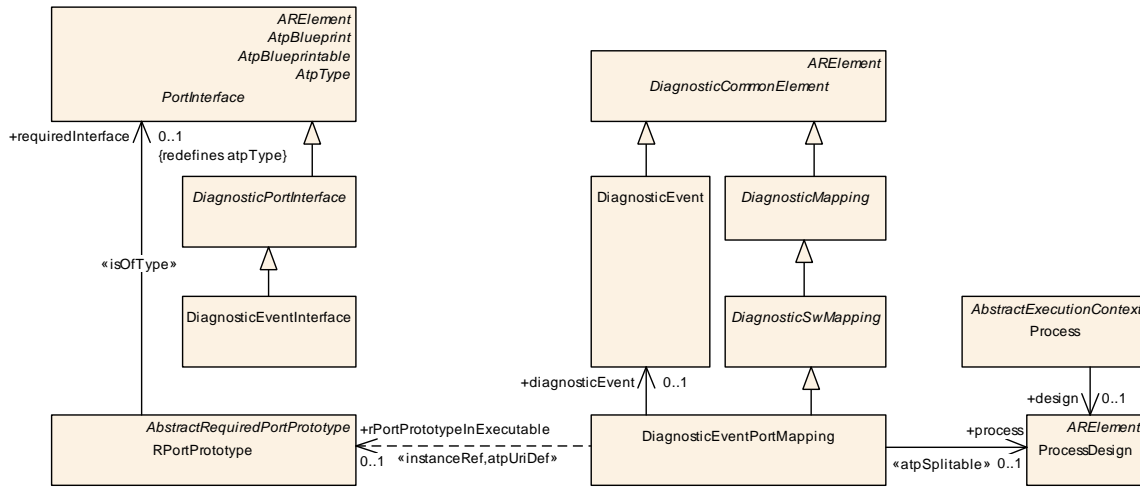 ARElement
AtpBlueprint
AtpBlueprintable
AtpType
PortInterface
ARElement
DiagnosticCommonElement
+requiredInterface
0..1
{redefines atpType}
DiagnosticPortInterface
DiagnosticEvent
DiagnosticMapping
«isOfType»
DiagnosticEventInterface
DiagnosticSwMapping
AbstractExecutionContext
Process
+diagnosticEvent
0..1
+design
0..1
AbstractRequiredPortPrototype
RPortPrototype
+rPortPrototypeInExecutable
0..1
«instanceRef,atpUriDef»
DiagnosticEventPortMapping
+process
«atpSplitable»
0..1
ARElement
ProcessDesign